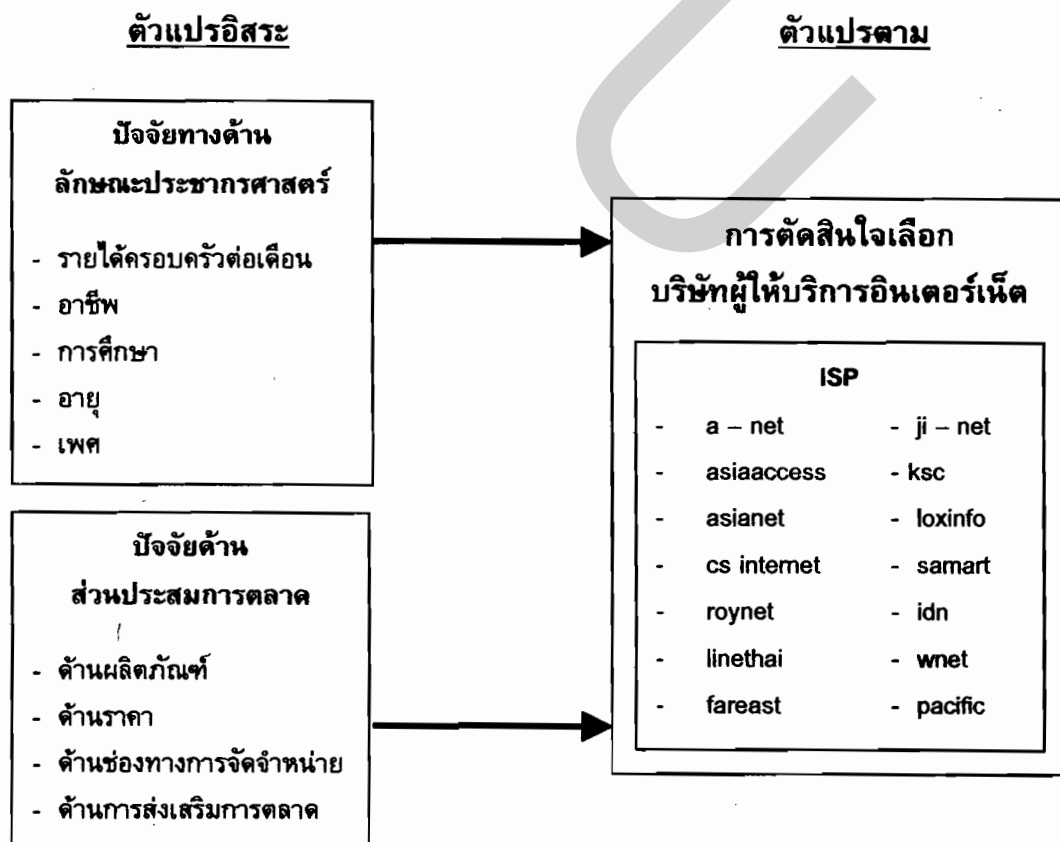 ตัวแปรอิสระ
ตัวแปรตาม
ปัจจัยทางด้าน
ลักษณะประชากรศาสตร์
- รายได้ครอบครัวต่อเดือน
- อาชีพ
- การศึกษา
- อายุ
- เพศ
ปัจจัยด้าน
ส่วนประสมการตลาด
- ด้านผลิตภัณฑ์
- ด้านราคา
- ด้านช่องทางการจัดจำหน่าย
- ด้านการส่งเสริมการตลาด
การตัดสินใจเลือก
บริษัทผู้ให้บริการอินเตอร์เน็ต
ISP
- a – net - ji – net
- asiaaccess - ksc
- asianet - loxinfo
- cs internet - samart
- roynet - idn
- linethai - wnet
- fareast - pacific